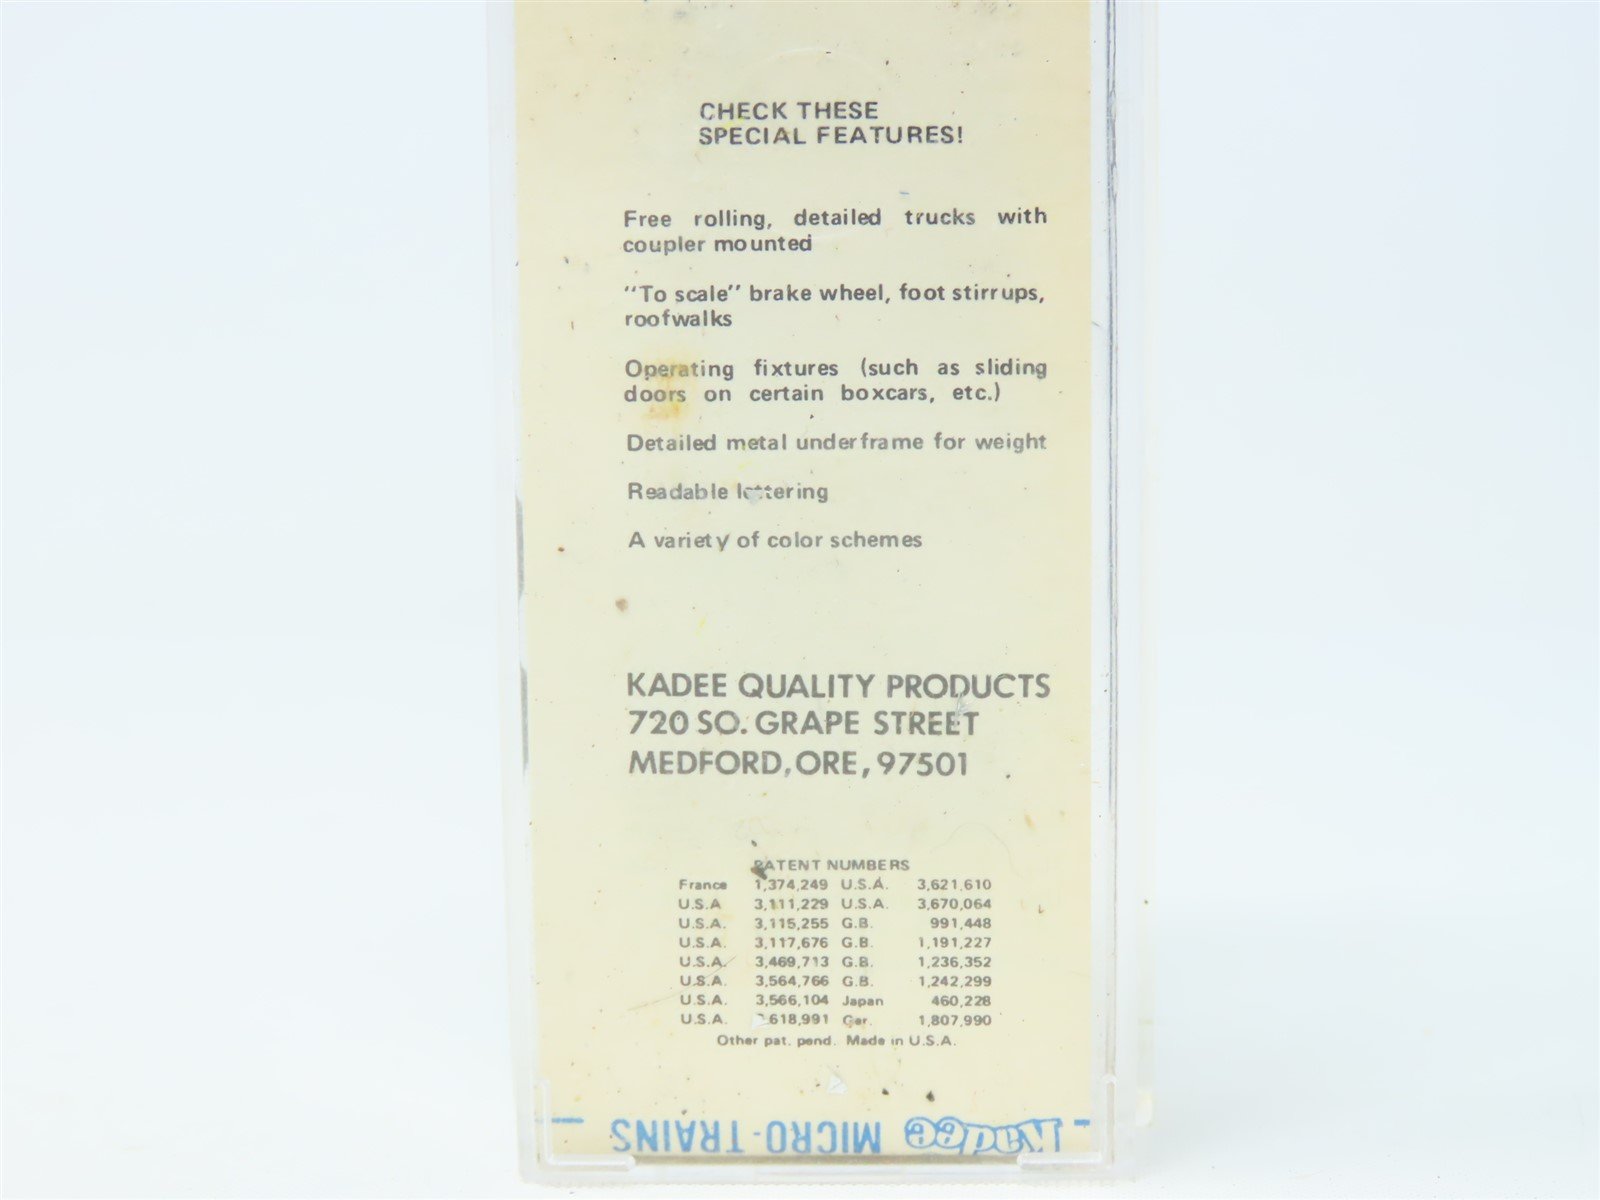 CHECK THESE
SPECIAL FEATURES!
Free rolling, detailed trucks with
coupler mounted
"To scale" brake wheel, foot stirrups,
roofwalks
Operating fixtures (such as sliding
doors on certain boxcars, etc.)
Detailed metal underframe for weight
Readable lettering
A variety of color schemes
KADEE QUALITY PRODUCTS
720 SO. GRAPE STREET
MEDFORD, ORE, 97501
PATENT NUMBERS
France 1,374,249 U.S.A. 3,621,610
U.S.A 3,111,229 U.S.A. 3,670,064
U.S.A. 3,115,255 G.B. 991,448
U.S.A. 3,117,676 G.B. 1,191,227
U.S.A. 3,469,713 G.B. 1,236,352
U.S.A. 3,564,766 G.B. 1,242,299
U.S.A. 3,566,104 Japan 460,228
U.S.A. 3,618,991 Ger. 1,807,990
Other pat. pend. Made in U.S.A.
Kadee MICRO-TRAINS